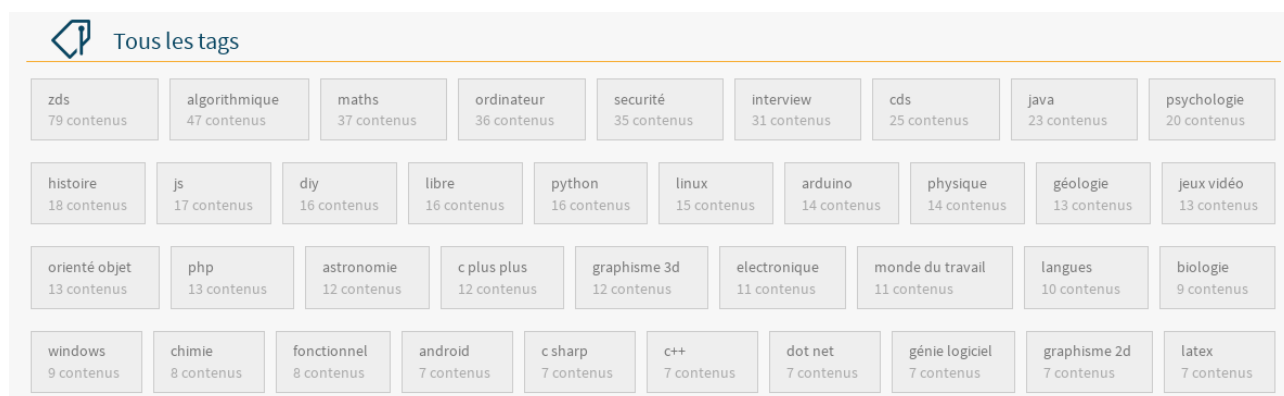 Tous les tags
zds algorithmique maths ordinateur securité interview cds java psychologie
79 contenus 47 contenus 37 contenus 36 contenus 35 contenus 31 contenus 25 contenus 23 contenus 20 contenus
histoire js diy libre python linux arduino physique géologie jeux vidéo
18 contenus 17 contenus 16 contenus 16 contenus 16 contenus 15 contenus 14 contenus 14 contenus 13 contenus 13 contenus
orienté objet php astronomie c plus plus graphisme 3d electronique monde du travail langues biologie
13 contenus 13 contenus 12 contenus 12 contenus 12 contenus 11 contenus 11 contenus 10 contenus 9 contenus
windows chimie fonctionnel android c sharp c++ dot net génie logiciel graphisme 2d latex
9 contenus 8 contenus 8 contenus 7 contenus 7 contenus 7 contenus 7 contenus 7 contenus 7 contenus 7 contenus